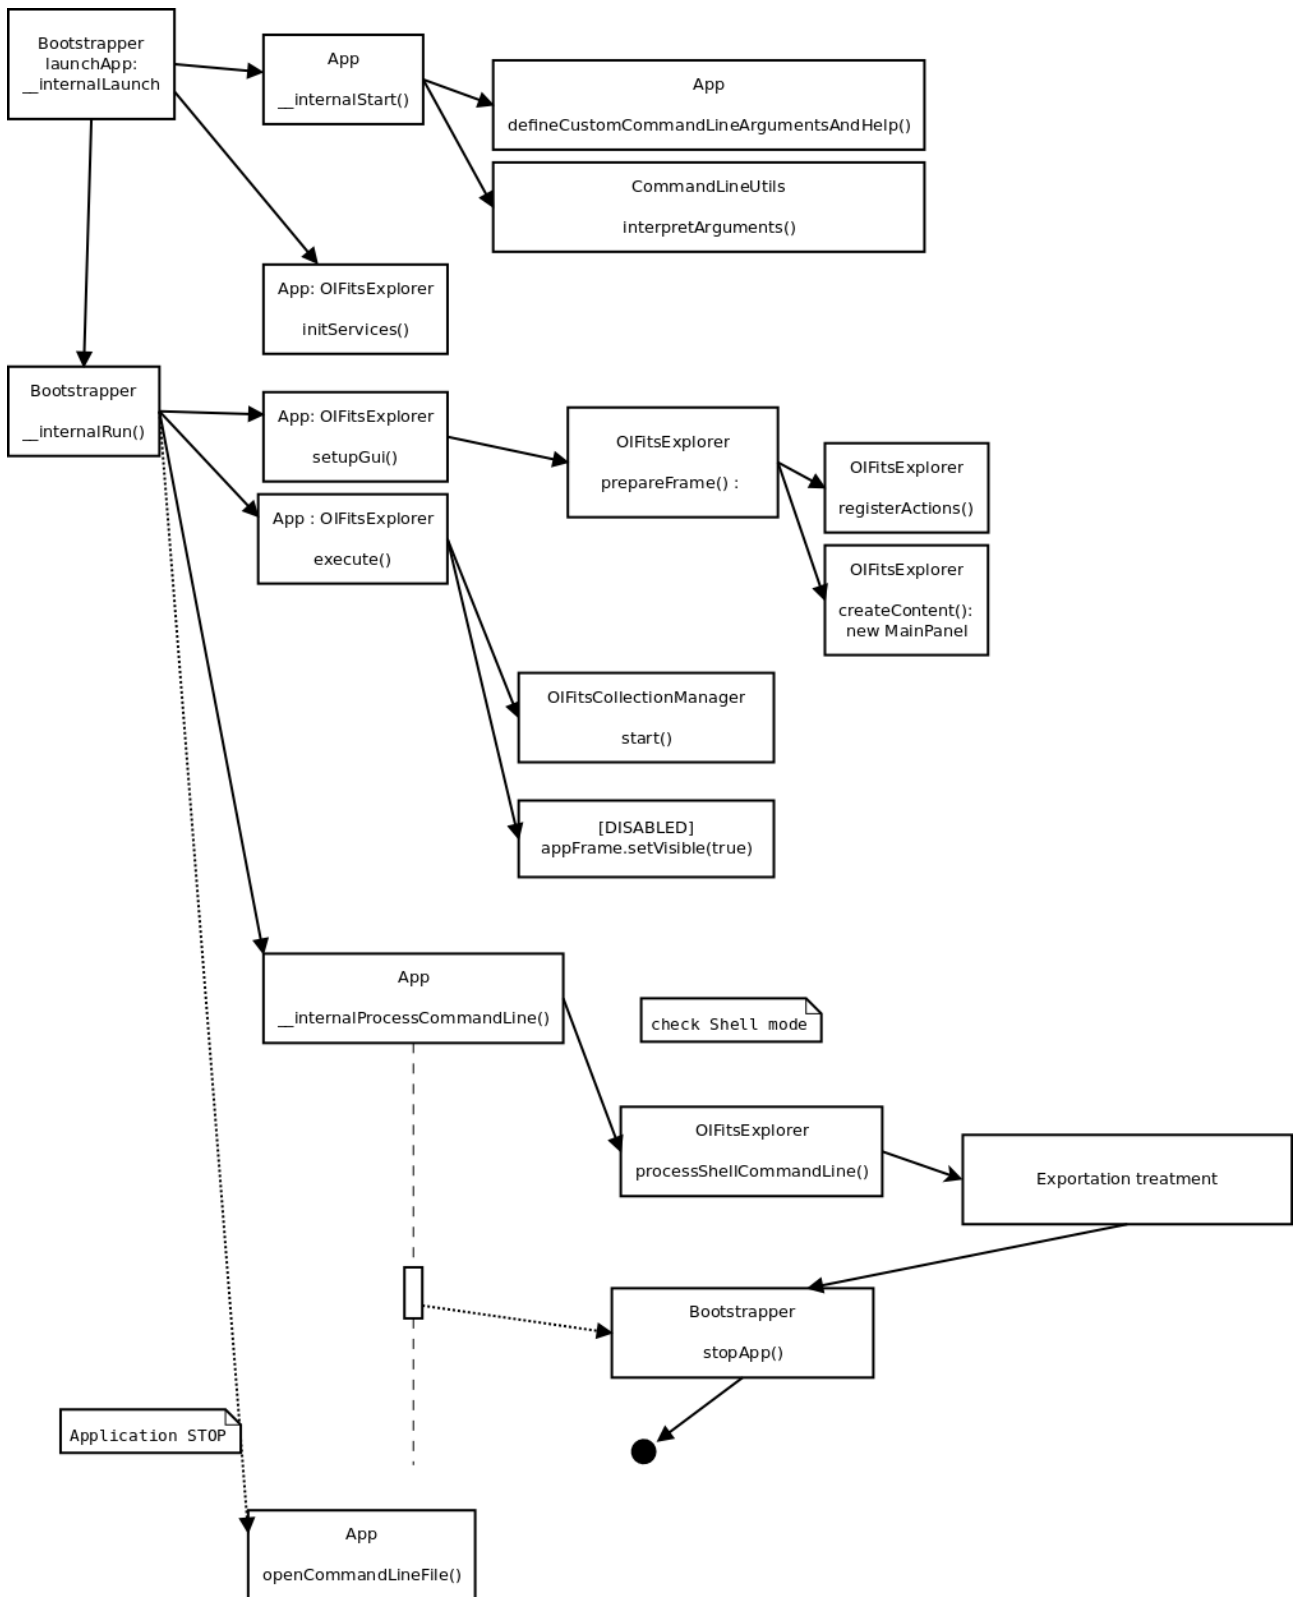 Bootstrapper
launchApp:
__internalLaunch
App
__internalStart()
App
defineCustomCommandLineArgumentsAndHelp()
CommandLineUtils
interpretArguments()
App: OIFitsExplorer
initServices()
Bootstrapper
__internalRun()
App: OIFitsExplorer
setupGui()
OIFitsExplorer
prepareFrame() :
OIFitsExplorer
registerActions()
App : OIFitsExplorer
execute()
OIFitsExplorer
createContent():
new MainPanel
OIFitsCollectionManager
start()
[DISABLED]
appFrame.setVisible(true)
App
__internalProcessCommandLine()
check Shell mode
OIFitsExplorer
processShellCommandLine()
Exportation treatment
Bootstrapper
stopApp()
Application STOP
App
openCommandLineFile()